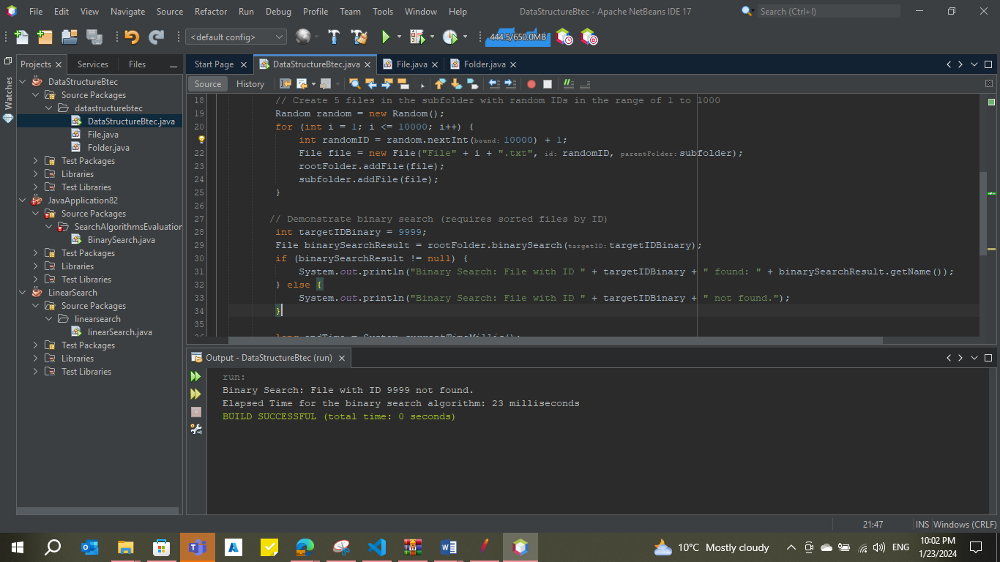 File Edit View Navigate Source Refactor Run Debug Profile Team Tools Window Help DataStructureBtec - Apache NetBeans IDE 17 Search (Ctrl+I)
<default config> 444.5/650.0MB
Projects Services Files
Watches
DataStructureBtec
Source Packages
datastructurebtec
DataStructureBtec.java
File.java
Folder.java
Test Packages
Libraries
Test Libraries
JavaApplication82
Source Packages
SearchAlgorithmsEvaluation
BinarySearch.java
Test Packages
Libraries
Test Libraries
LinearSearch
Source Packages
linearsearch
linearSearch.java
Test Packages
Libraries
Test Libraries
Start Page DataStructureBtec.java File.java Folder.java
Source History
18 // Create 5 files in the subfolder with random IDs in the range of 1 to 1000
19 Random random = new Random();
20 for (int i = 1; i <= 10000; i++) {
int randomID = random.nextInt(bound: 10000) + 1;
22 File file = new File("File" + i + ".txt", id: randomID, parentFolder: subfolder);
23 rootFolder.addFile(file);
24 subfolder.addFile(file);
25 }
26
27 // Demonstrate binary search (requires sorted files by ID)
28 int targetIDBinary = 9999;
29 File binarySearchResult = rootFolder.binarySearch(targetID: targetIDBinary);
30 if (binarySearchResult != null) {
31 System.out.println("Binary Search: File with ID " + targetIDBinary + " found: " + binarySearchResult.getName());
32 } else {
33 System.out.println("Binary Search: File with ID " + targetIDBinary + " not found.");
34 }
35
Output - DataStructureBtec (run)
run:
Binary Search: File with ID 9999 not found.
Elapsed Time for the binary search algorithm: 23 milliseconds
BUILD SUCCESSFUL (total time: 0 seconds)
21:47 INS Windows (CRLF)
10°C Mostly cloudy ENG 10:02 PM
1/23/2024